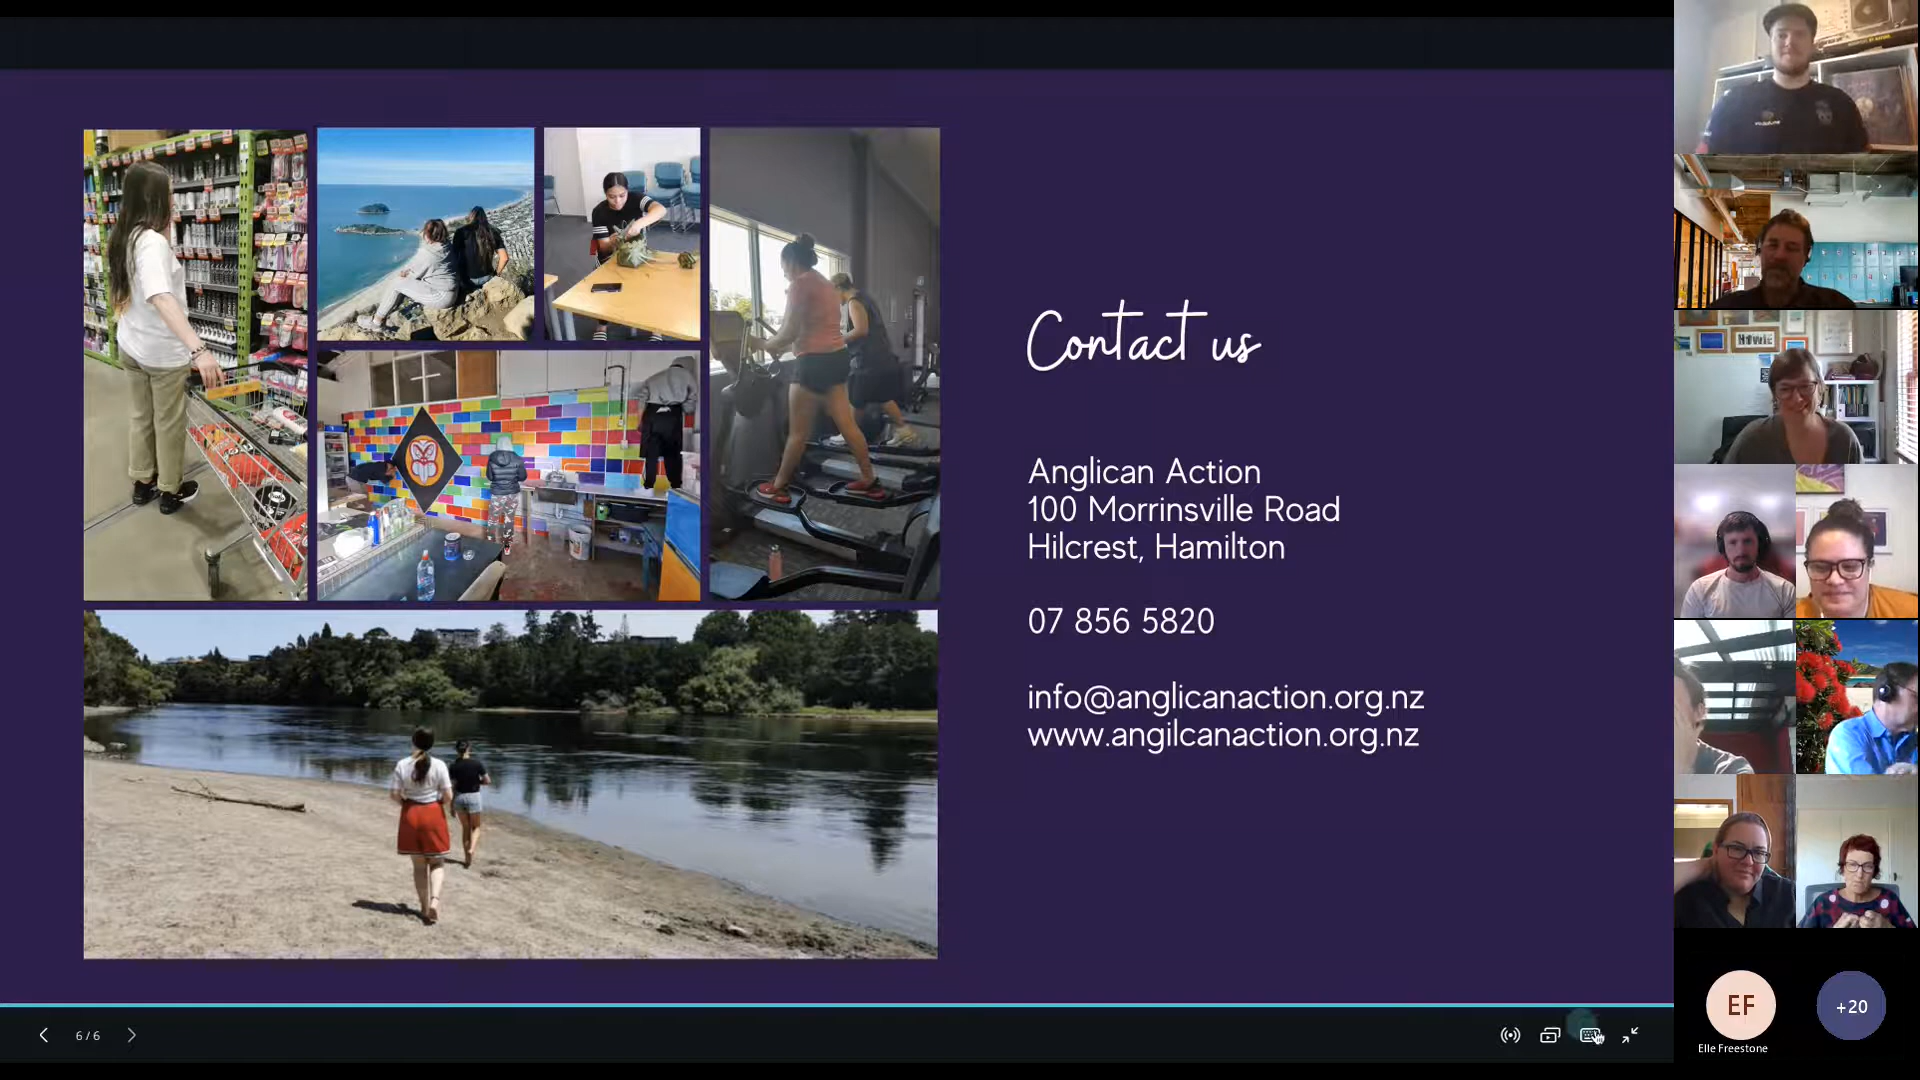 Contact us
Anglican Action
100 Morrinsville Road
Hilcrest, Hamilton
07 856 5820
info@anglicanaction.org.nz
www.angilcanaction.org.nz
6 / 6
Howie
EF
+20
Elle Freestone